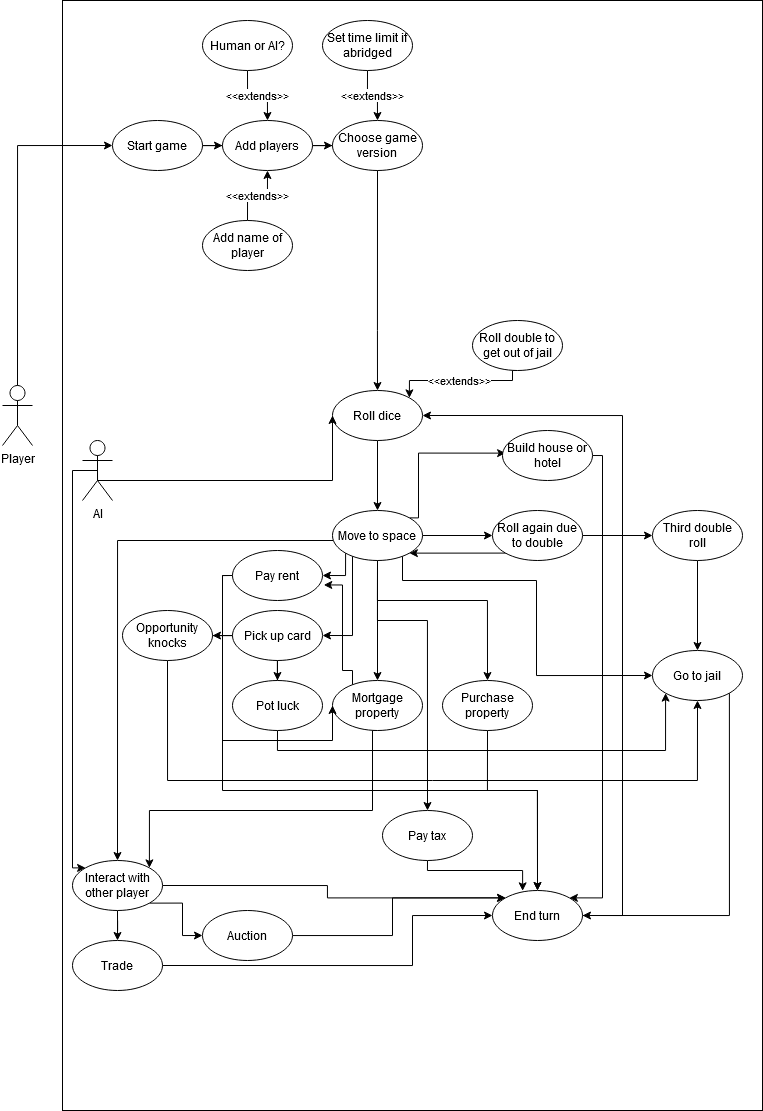 Human or AI?
Set time limit if
abridged
<<extends>>
<<extends>>
Start game
Add players
Choose game
version
<<extends>>
Add name of
player
Roll double to
get out of jail
<<extends>>
Roll dice
Player
Build house or
hotel
AI
Move to space
Roll again due
to double
Third double
roll
Pay rent
Opportunity
knocks
Pick up card
Go to jail
Pot luck
Mortgage
property
Purchase
property
Pay tax
Interact with
other player
End turn
Auction
Trade